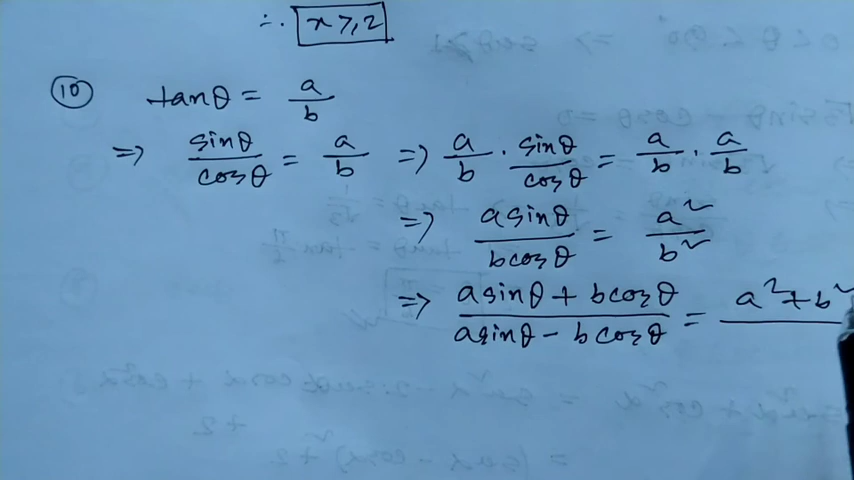 ∴ x ≥ 2
⑩ tanθ = a/b
⇒ sinθ/cosθ = a/b ⇒ a/b · sinθ/cosθ = a/b · a/b
⇒ a sinθ/b cosθ = a²/b²
⇒ (a sinθ + b cosθ)/(a sinθ − b cosθ) = a² + b²/